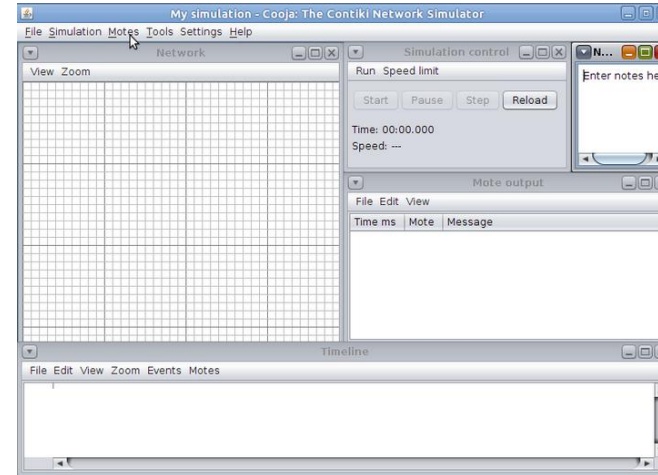 My simulation - Cooja: The Contiki Network Simulator
File Simulation Motes Tools Settings Help
Network
View Zoom
Simulation control
Run Speed limit
Start Pause Step Reload
Time: 00:00.000
Speed: ---
N...
Enter notes he
Mote output
File Edit View
Time ms Mote Message
Timeline
File Edit View Zoom Events Motes